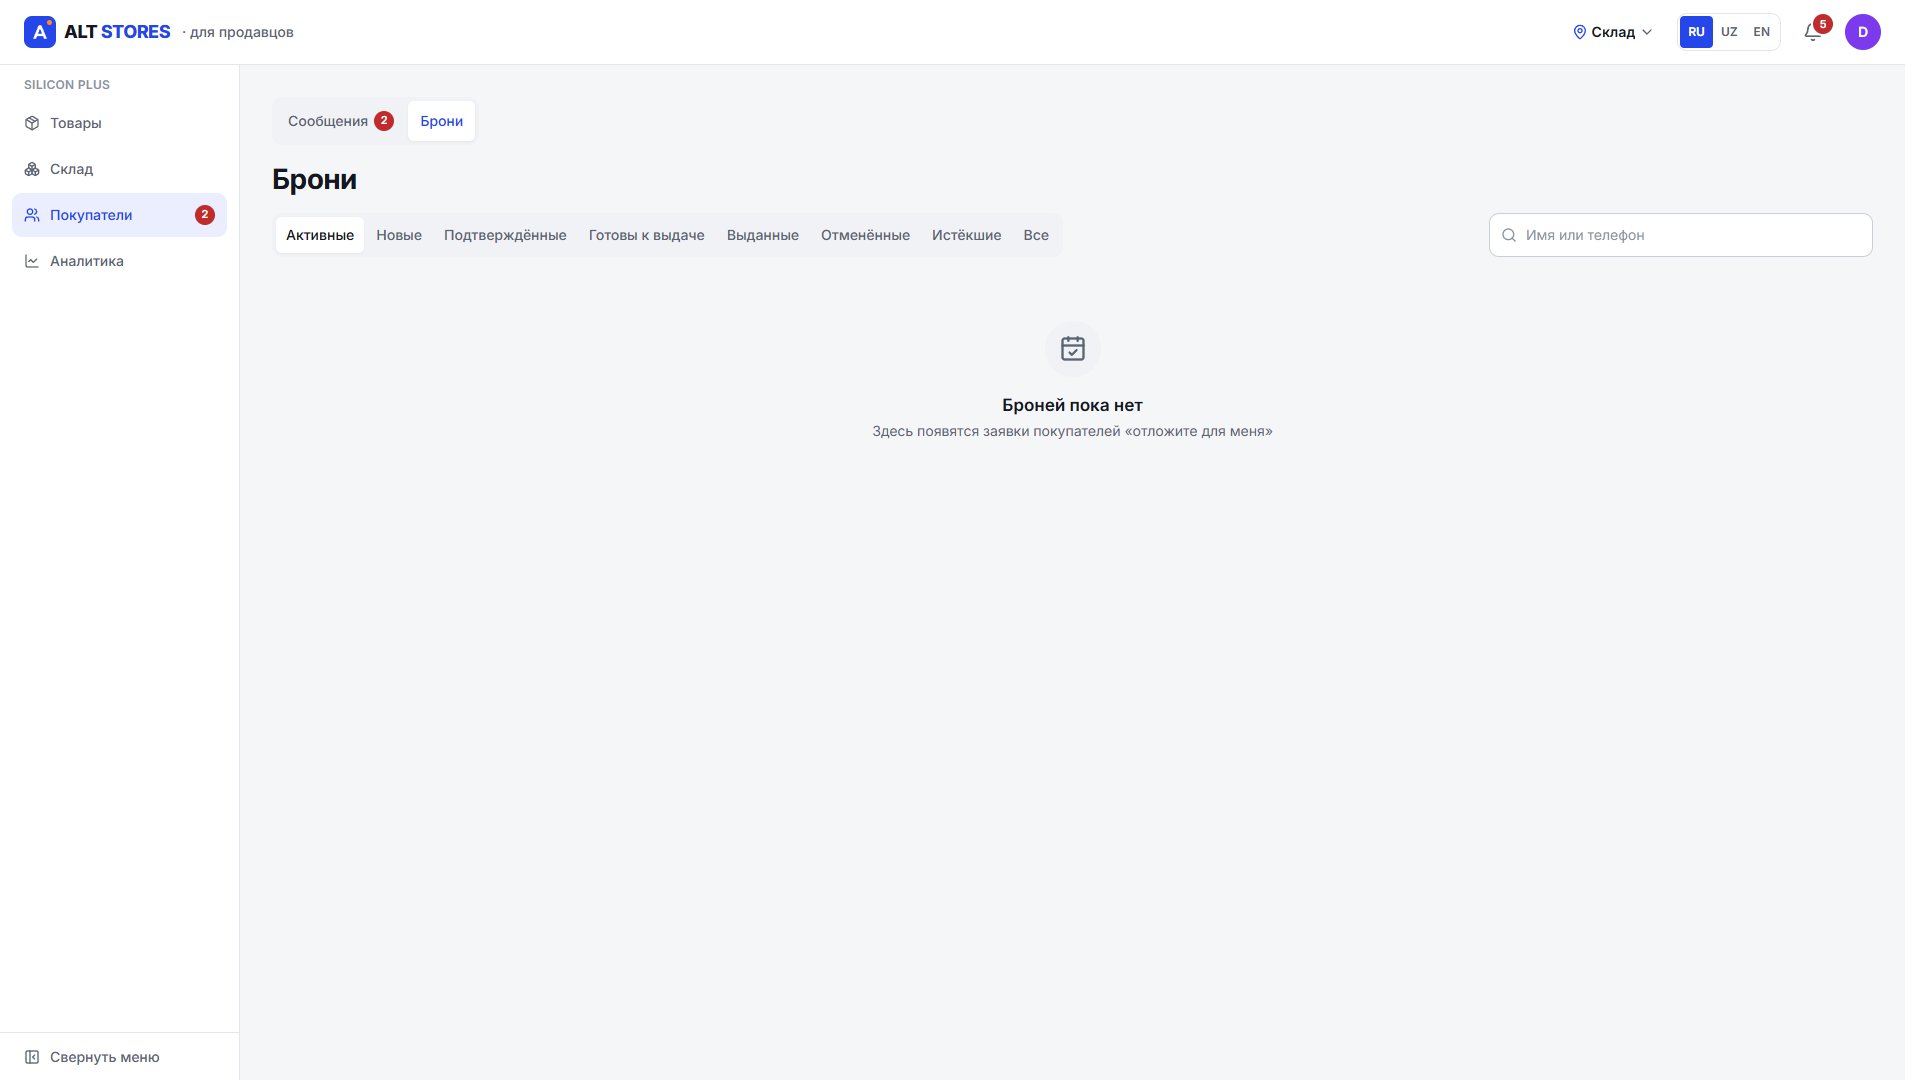 A ALT STORES · для продавцов
Склад
RU UZ EN
5
D
SILICON PLUS
Товары
Склад
Покупатели 2
Аналитика
Свернуть меню
Сообщения 2 Брони
Брони
Активные Новые Подтверждённые Готовы к выдаче Выданные Отменённые Истёкшие Все
Имя или телефон
Броней пока нет
Здесь появятся заявки покупателей «отложите для меня»